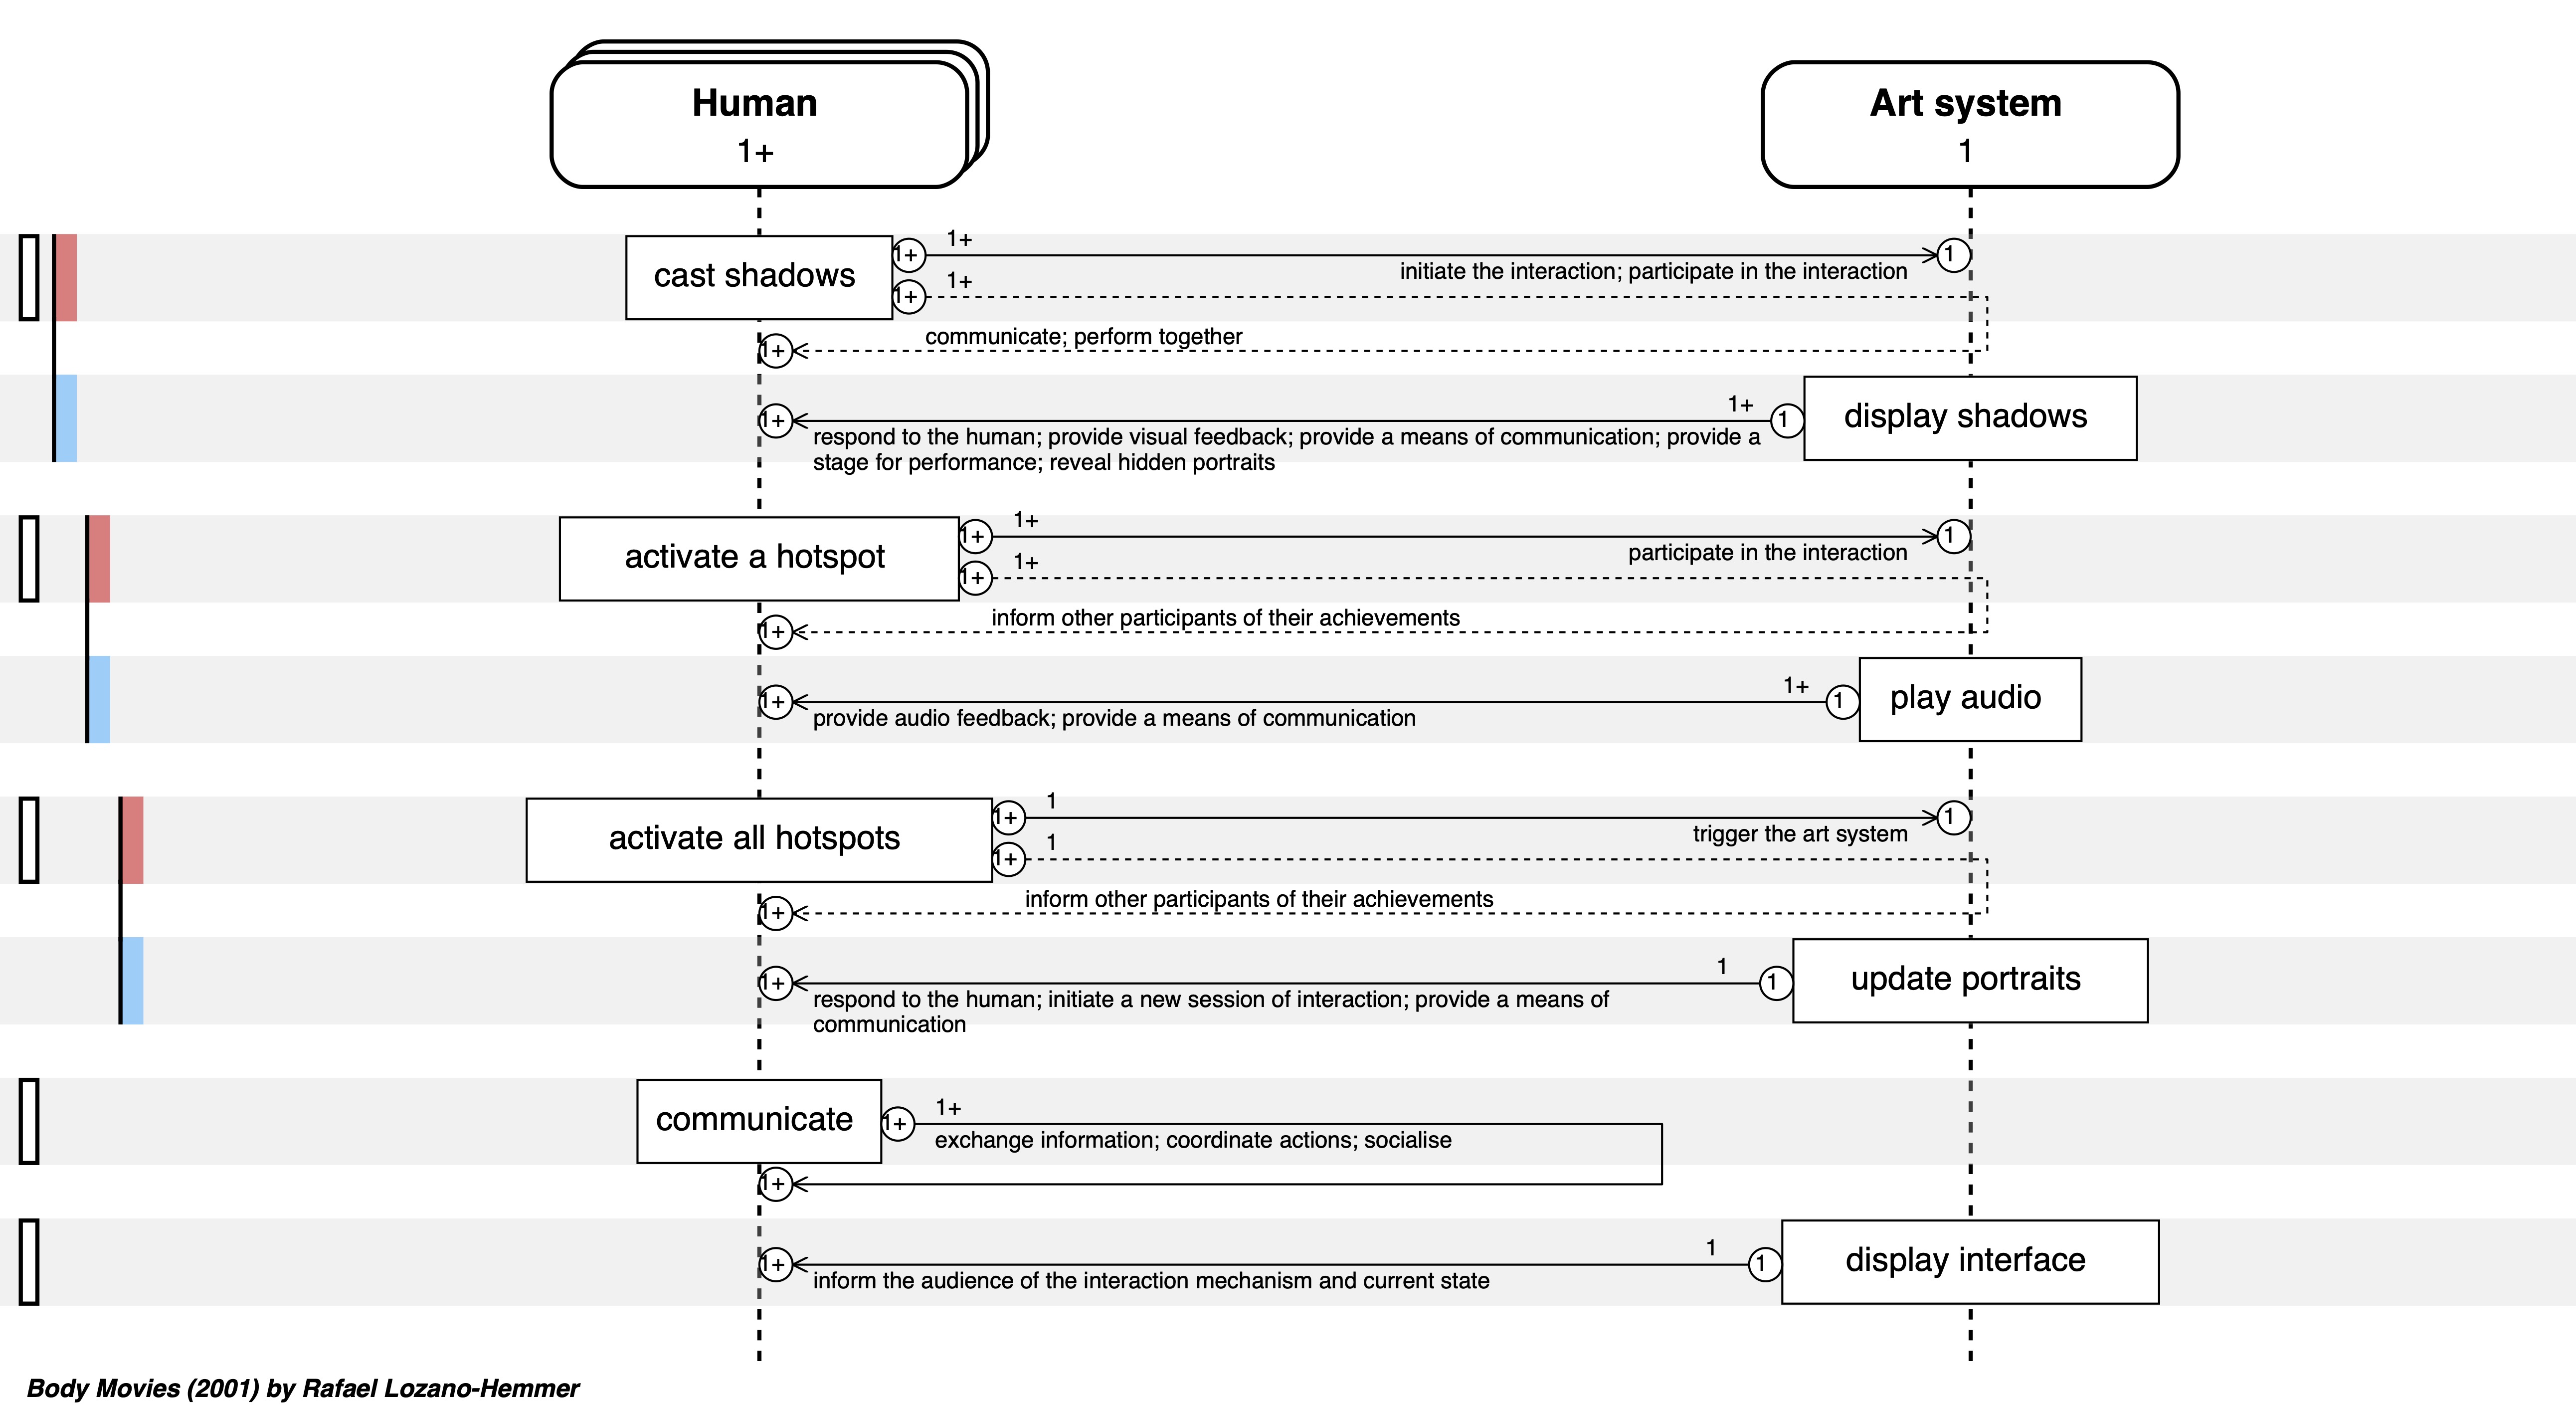 Human
1+
Art system
1
cast shadows
1+
1+
1
initiate the interaction; participate in the interaction
1+
1+
communicate; perform together
1+
1+
1+
1
display shadows
respond to the human; provide visual feedback; provide a means of communication; provide a
stage for performance; reveal hidden portraits
activate a hotspot
1+
1+
1
participate in the interaction
1+
1+
inform other participants of their achievements
1+
1+
1+
1
play audio
provide audio feedback; provide a means of communication
activate all hotspots
1+
1
1
trigger the art system
1+
1
inform other participants of their achievements
1+
1+
1
1
update portraits
respond to the human; initiate a new session of interaction; provide a means of
communication
communicate
1+
1+
exchange information; coordinate actions; socialise
1+
1+
1
1
display interface
inform the audience of the interaction mechanism and current state
Body Movies (2001) by Rafael Lozano-Hemmer